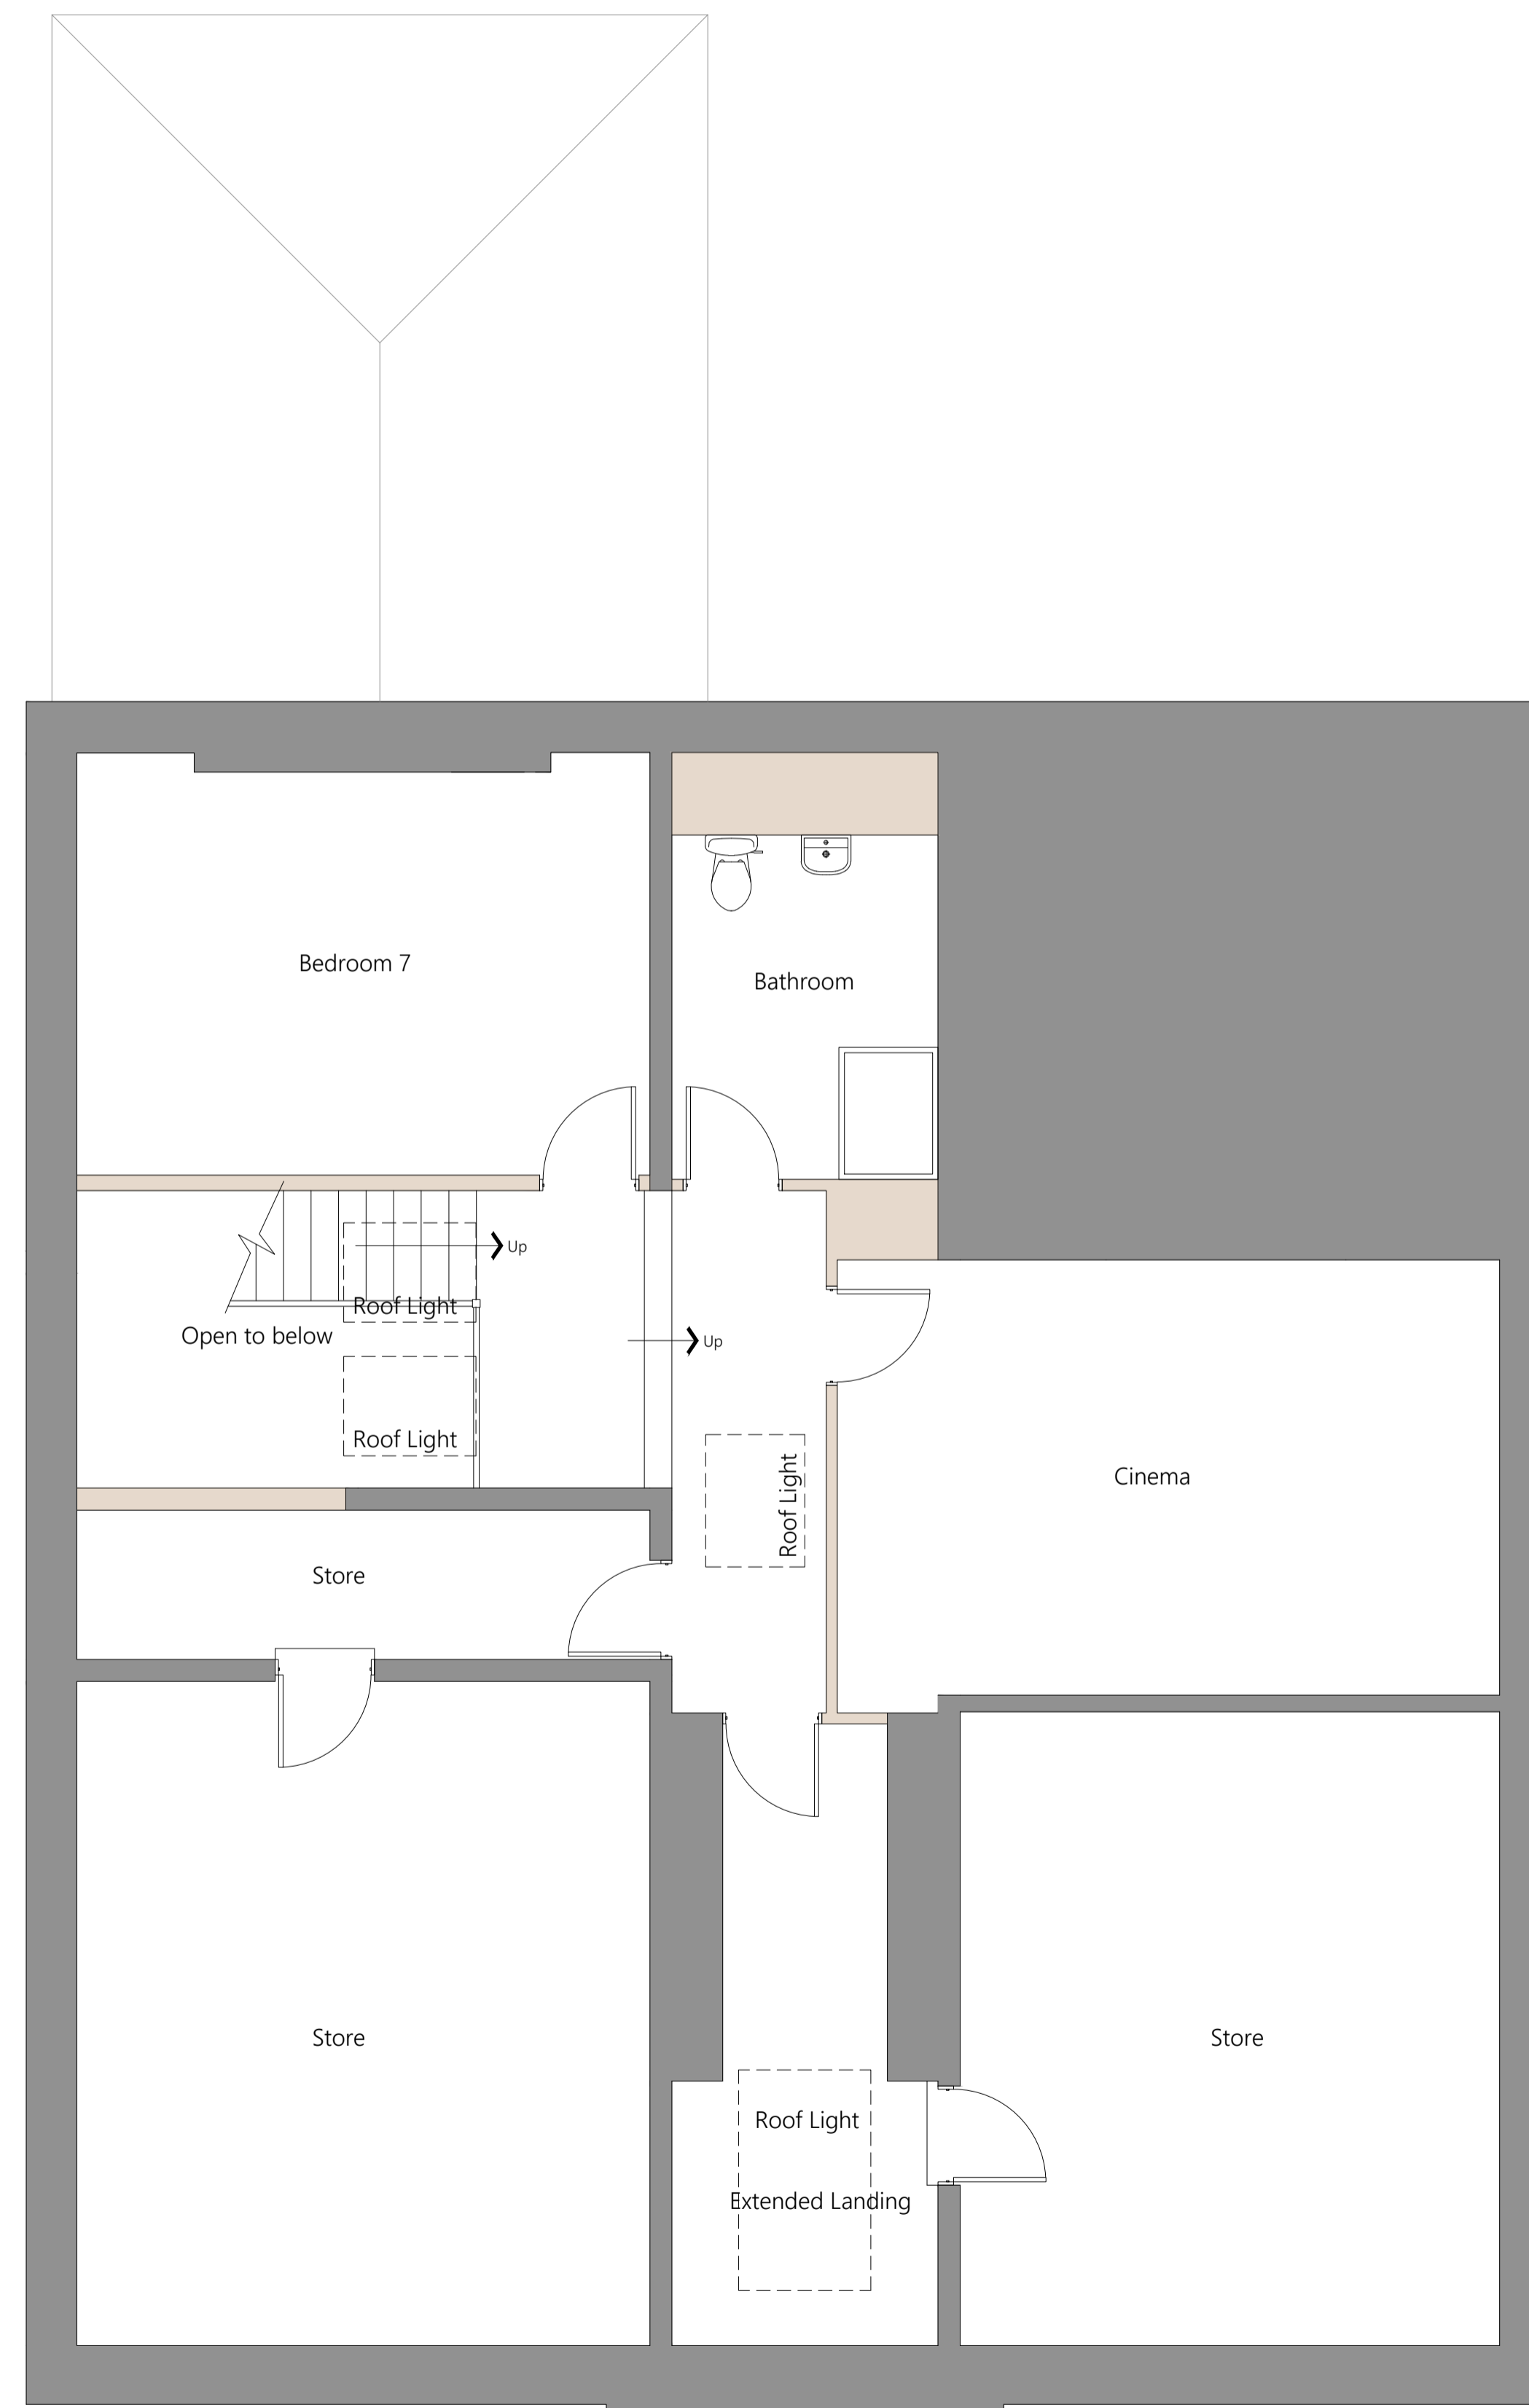 Bedroom 7
Bathroom
Up
Roof Light
Open to below
Up
Roof Light
Roof Light
Cinema
Store
Store
Store
Roof Light
Extended Landing